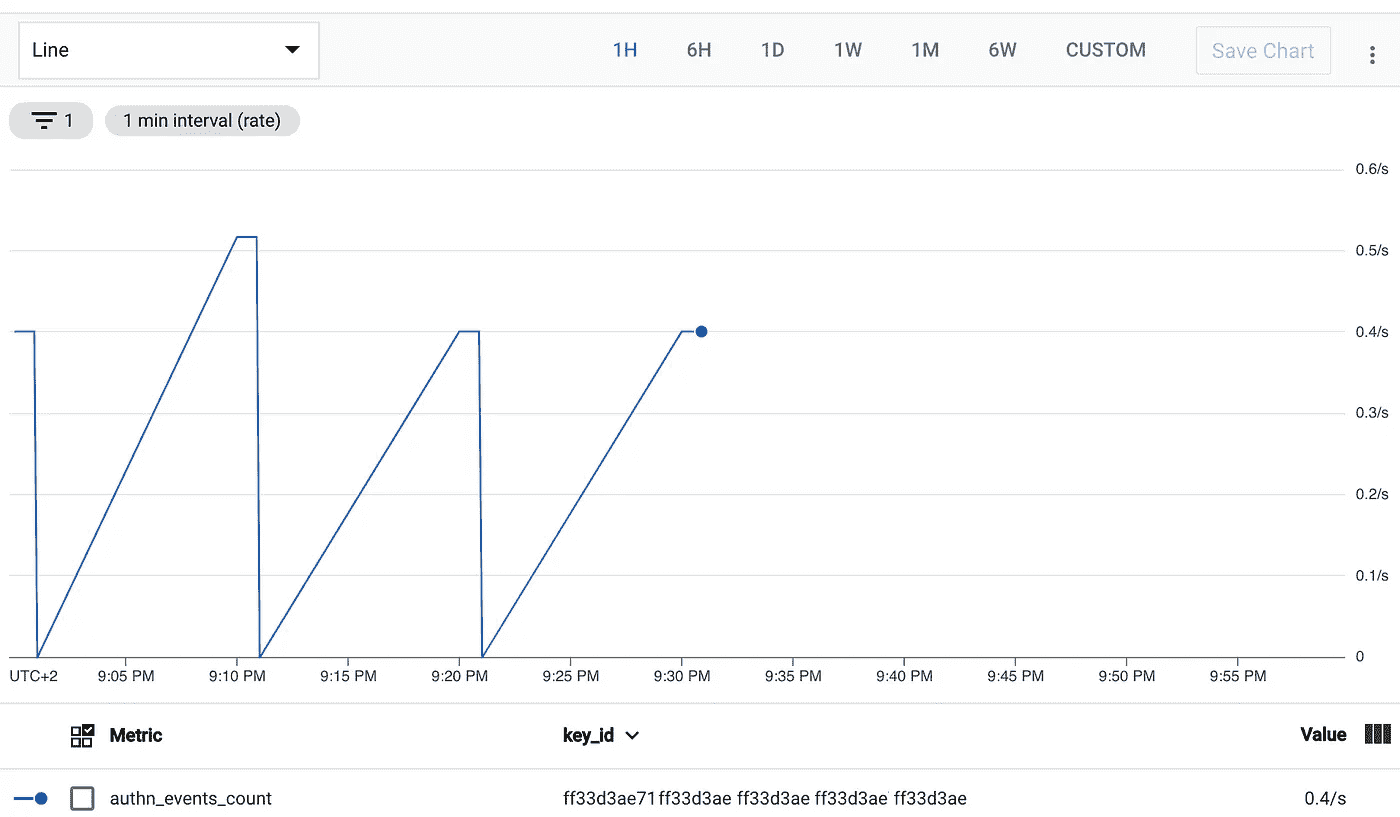 Line 1H 6H 1D 1W 1M 6W CUSTOM Save Chart
1 1 min interval (rate)
0.6/s
0.5/s
0.4/s
0.3/s
0.2/s
0.1/s
0
UTC+2 9:05 PM 9:10 PM 9:15 PM 9:20 PM 9:25 PM 9:30 PM 9:35 PM 9:40 PM 9:45 PM 9:50 PM 9:55 PM
Metric key_id Value
authn_events_count ff33d3ae71ff33d3ae ff33d3ae ff33d3ae ff33d3ae 0.4/s